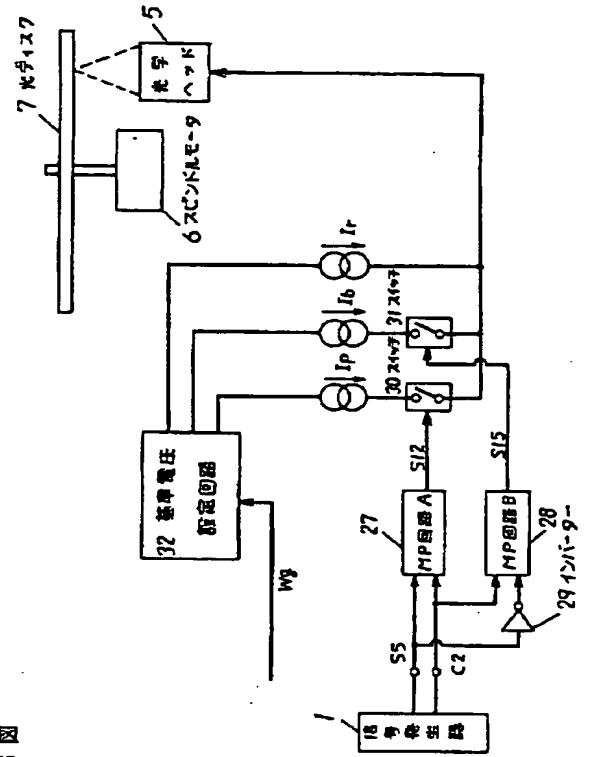 7 光ディスク
5
光学
ヘッド
6 スピンドルモータ
Ir
Ib
Ip
31 スイッチ
30 スイッチ
32 基準電圧
設定回路
Wg
S12
S15
27
MP回路A
MP回路B
28
29 インバーター
S5
C2
1
信号発生
図